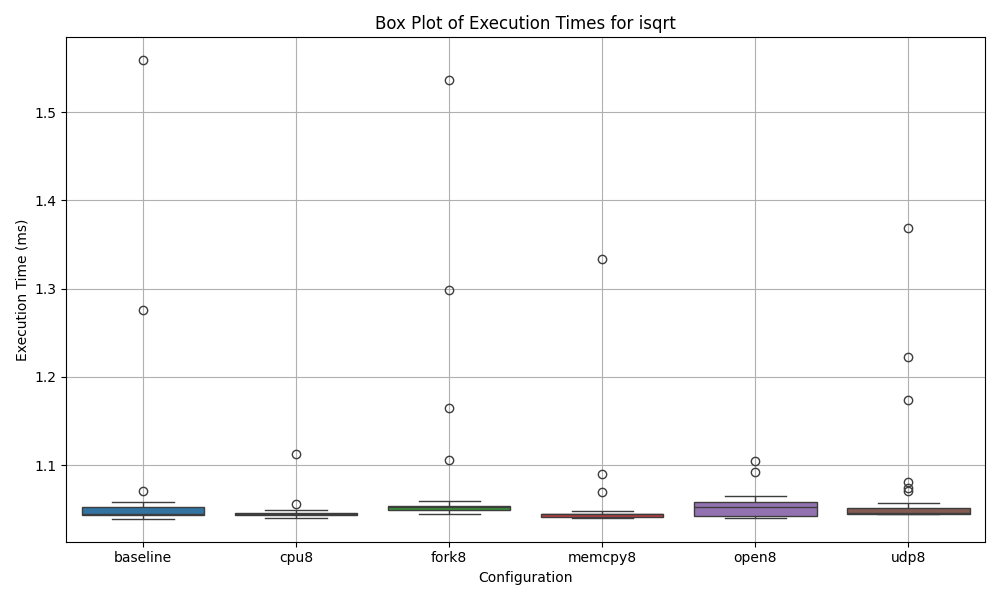 Box Plot of Execution Times for isqrt
Execution Time (ms)
1.5
1.4
1.3
1.2
1.1
baseline cpu8 fork8 memcpy8 open8 udp8
Configuration